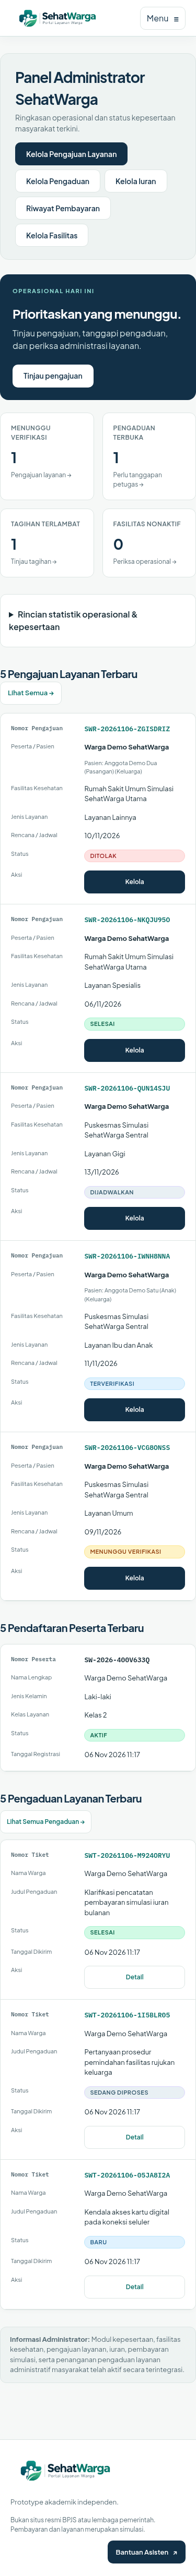 SehatWarga
Portal Layanan Warga
Menu ≡
Panel Administrator
SehatWarga
Ringkasan operasional dan status kepesertaan
masyarakat terkini.
Kelola Pengajuan Layanan
Kelola Pengaduan
Kelola Iuran
Riwayat Pembayaran
Kelola Fasilitas
OPERASIONAL HARI INI
Prioritaskan yang menunggu.
Tinjau pengajuan, tanggapi pengaduan,
dan periksa administrasi layanan.
Tinjau pengajuan
MENUNGGU
VERIFIKASI
1
Pengajuan layanan →
PENGADUAN
TERBUKA
1
Perlu tanggapan
petugas →
TAGIHAN TERLAMBAT
1
Tinjau tagihan →
FASILITAS NONAKTIF
0
Periksa operasional →
▶ Rincian statistik operasional &
kepesertaan
5 Pengajuan Layanan Terbaru
Lihat Semua →
Nomor Pengajuan SWR-20261106-ZGISDRIZ
Peserta / Pasien Warga Demo SehatWarga
Pasien: Anggota Demo Dua
(Pasangan) (Keluarga)
Fasilitas Kesehatan Rumah Sakit Umum Simulasi
SehatWarga Utama
Jenis Layanan Layanan Lainnya
Rencana / Jadwal 10/11/2026
Status DITOLAK
Aksi Kelola
Nomor Pengajuan SWR-20261106-NKQJU95O
Peserta / Pasien Warga Demo SehatWarga
Fasilitas Kesehatan Rumah Sakit Umum Simulasi
SehatWarga Utama
Jenis Layanan Layanan Spesialis
Rencana / Jadwal 06/11/2026
Status SELESAI
Aksi Kelola
Nomor Pengajuan SWR-20261106-QUN14SJU
Peserta / Pasien Warga Demo SehatWarga
Fasilitas Kesehatan Puskesmas Simulasi
SehatWarga Sentral
Jenis Layanan Layanan Gigi
Rencana / Jadwal 13/11/2026
Status DIJADWALKAN
Aksi Kelola
Nomor Pengajuan SWR-20261106-IWNH8NNA
Peserta / Pasien Warga Demo SehatWarga
Pasien: Anggota Demo Satu (Anak)
(Keluarga)
Fasilitas Kesehatan Puskesmas Simulasi
SehatWarga Sentral
Jenis Layanan Layanan Ibu dan Anak
Rencana / Jadwal 11/11/2026
Status TERVERIFIKASI
Aksi Kelola
Nomor Pengajuan SWR-20261106-VCG8ONSS
Peserta / Pasien Warga Demo SehatWarga
Fasilitas Kesehatan Puskesmas Simulasi
SehatWarga Sentral
Jenis Layanan Layanan Umum
Rencana / Jadwal 09/11/2026
Status MENUNGGU VERIFIKASI
Aksi Kelola
5 Pendaftaran Peserta Terbaru
Nomor Peserta SW-2026-400V633Q
Nama Lengkap Warga Demo SehatWarga
Jenis Kelamin Laki-laki
Kelas Layanan Kelas 2
Status AKTIF
Tanggal Registrasi 06 Nov 2026 11:17
5 Pengaduan Layanan Terbaru
Lihat Semua Pengaduan →
Nomor Tiket SWT-20261106-M924ORYU
Nama Warga Warga Demo SehatWarga
Judul Pengaduan Klarifikasi pencatatan
pembayaran simulasi iuran
bulanan
Status SELESAI
Tanggal Dikirim 06 Nov 2026 11:17
Aksi Detail
Nomor Tiket SWT-20261106-1I5BLR05
Nama Warga Warga Demo SehatWarga
Judul Pengaduan Pertanyaan prosedur
pemindahan fasilitas rujukan
keluarga
Status SEDANG DIPROSES
Tanggal Dikirim 06 Nov 2026 11:17
Aksi Detail
Nomor Tiket SWT-20261106-O5JA8I2A
Nama Warga Warga Demo SehatWarga
Judul Pengaduan Kendala akses kartu digital
pada koneksi seluler
Status BARU
Tanggal Dikirim 06 Nov 2026 11:17
Aksi Detail
Informasi Administrator: Modul kepesertaan, fasilitas
kesehatan, pengajuan layanan, iuran, pembayaran
simulasi, serta penanganan pengaduan layanan
administratif masyarakat telah aktif secara terintegrasi.
SehatWarga
Portal Layanan Warga
Prototype akademik independen.
Bukan situs resmi BPJS atau lembaga pemerintah.
Pembayaran dan layanan merupakan simulasi.
Bantuan Asisten ↗